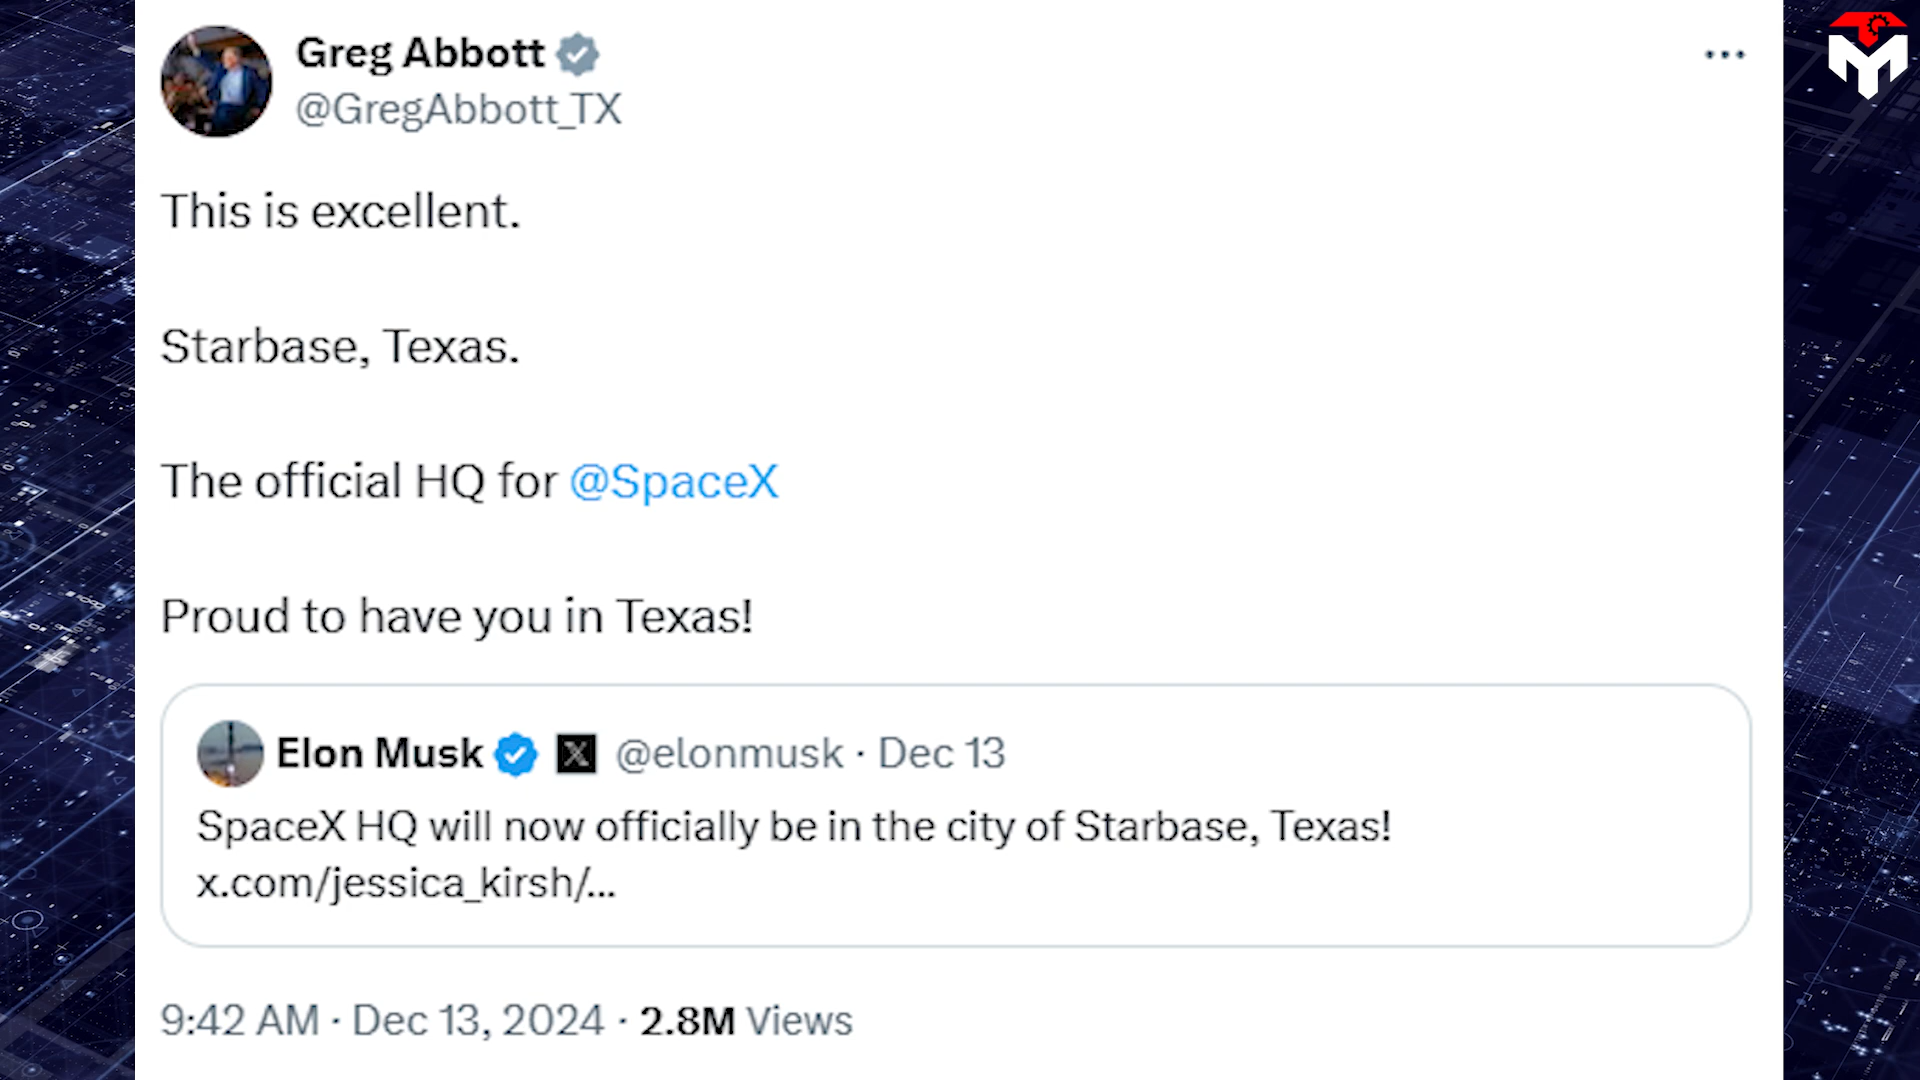 Greg Abbott
@GregAbbott_TX
This is excellent.
Starbase, Texas.
The official HQ for @SpaceX
Proud to have you in Texas!
Elon Musk @elonmusk · Dec 13
SpaceX HQ will now officially be in the city of Starbase, Texas!
x.com/jessica_kirsh/...
9:42 AM · Dec 13, 2024 · 2.8M Views